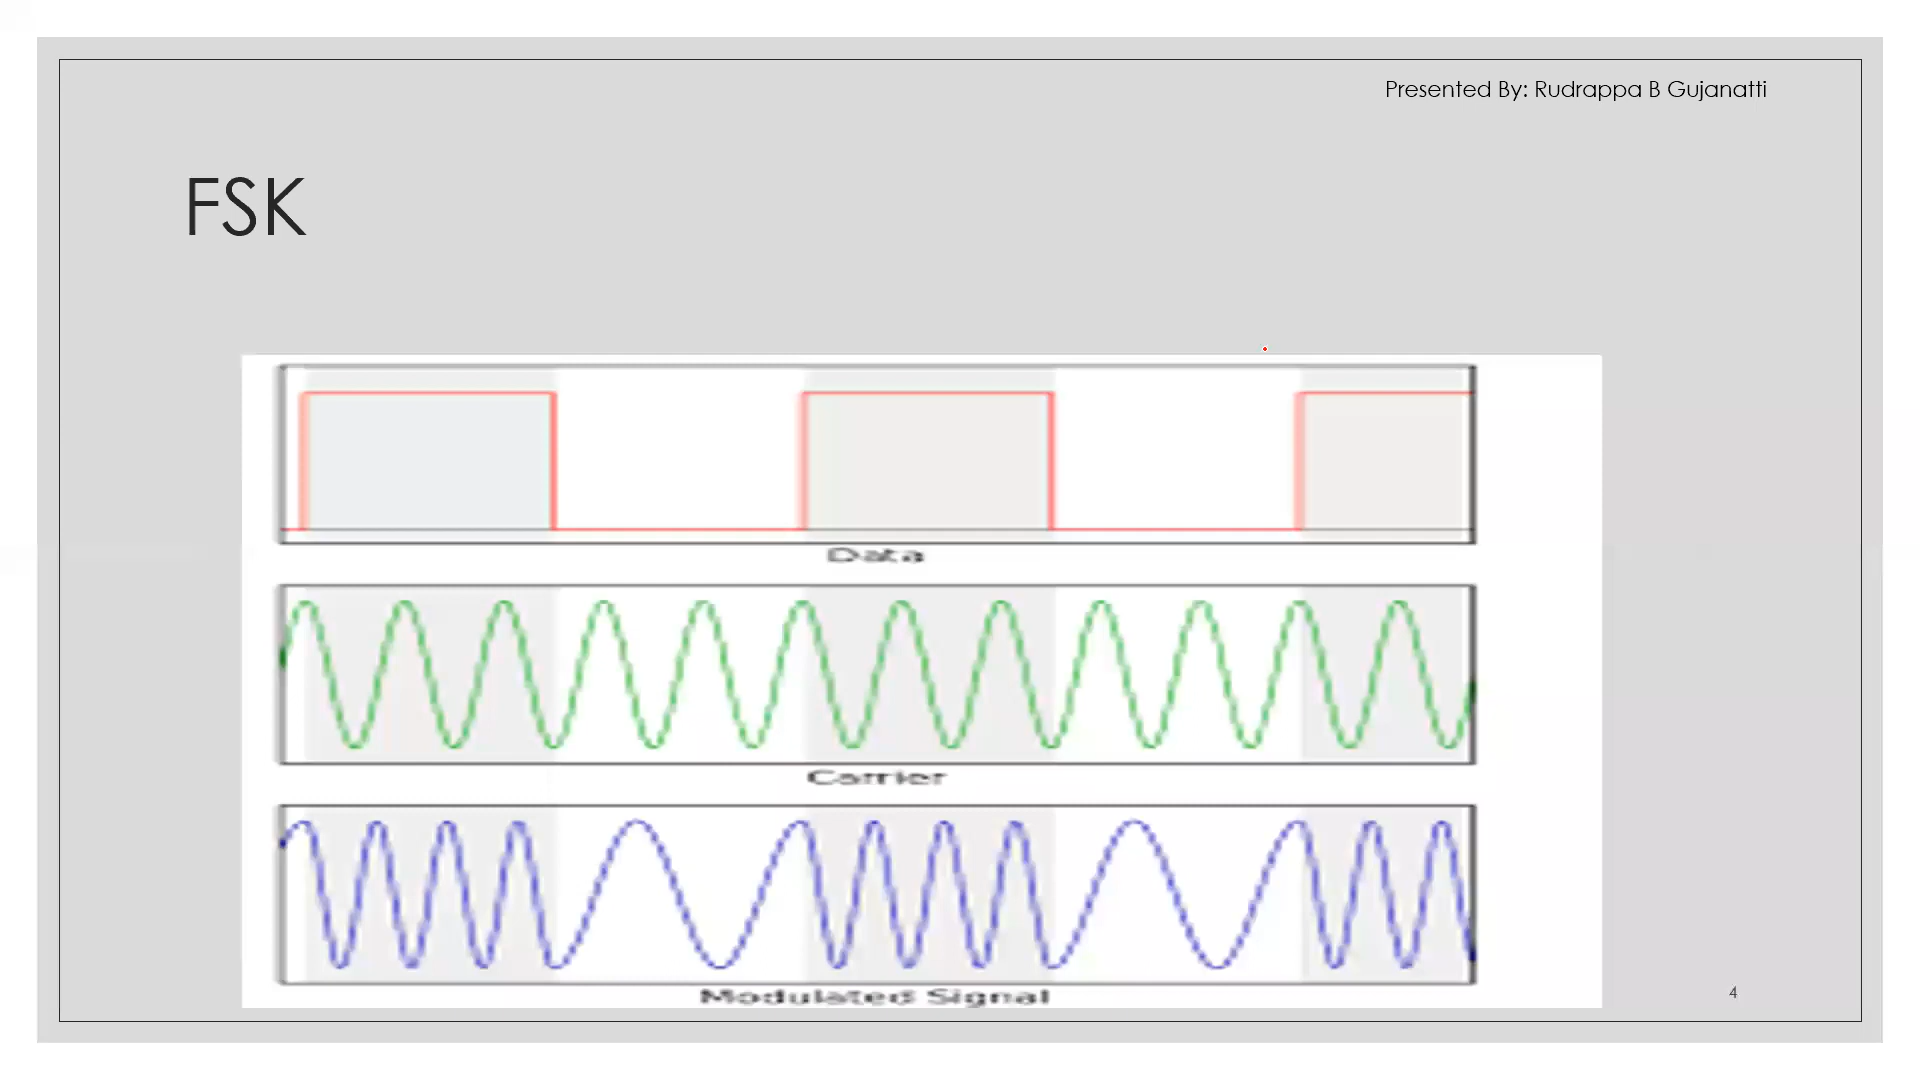 Presented By: Rudrappa B Gujanatti
FSK
Data
Carrier
Modulated Signal
4